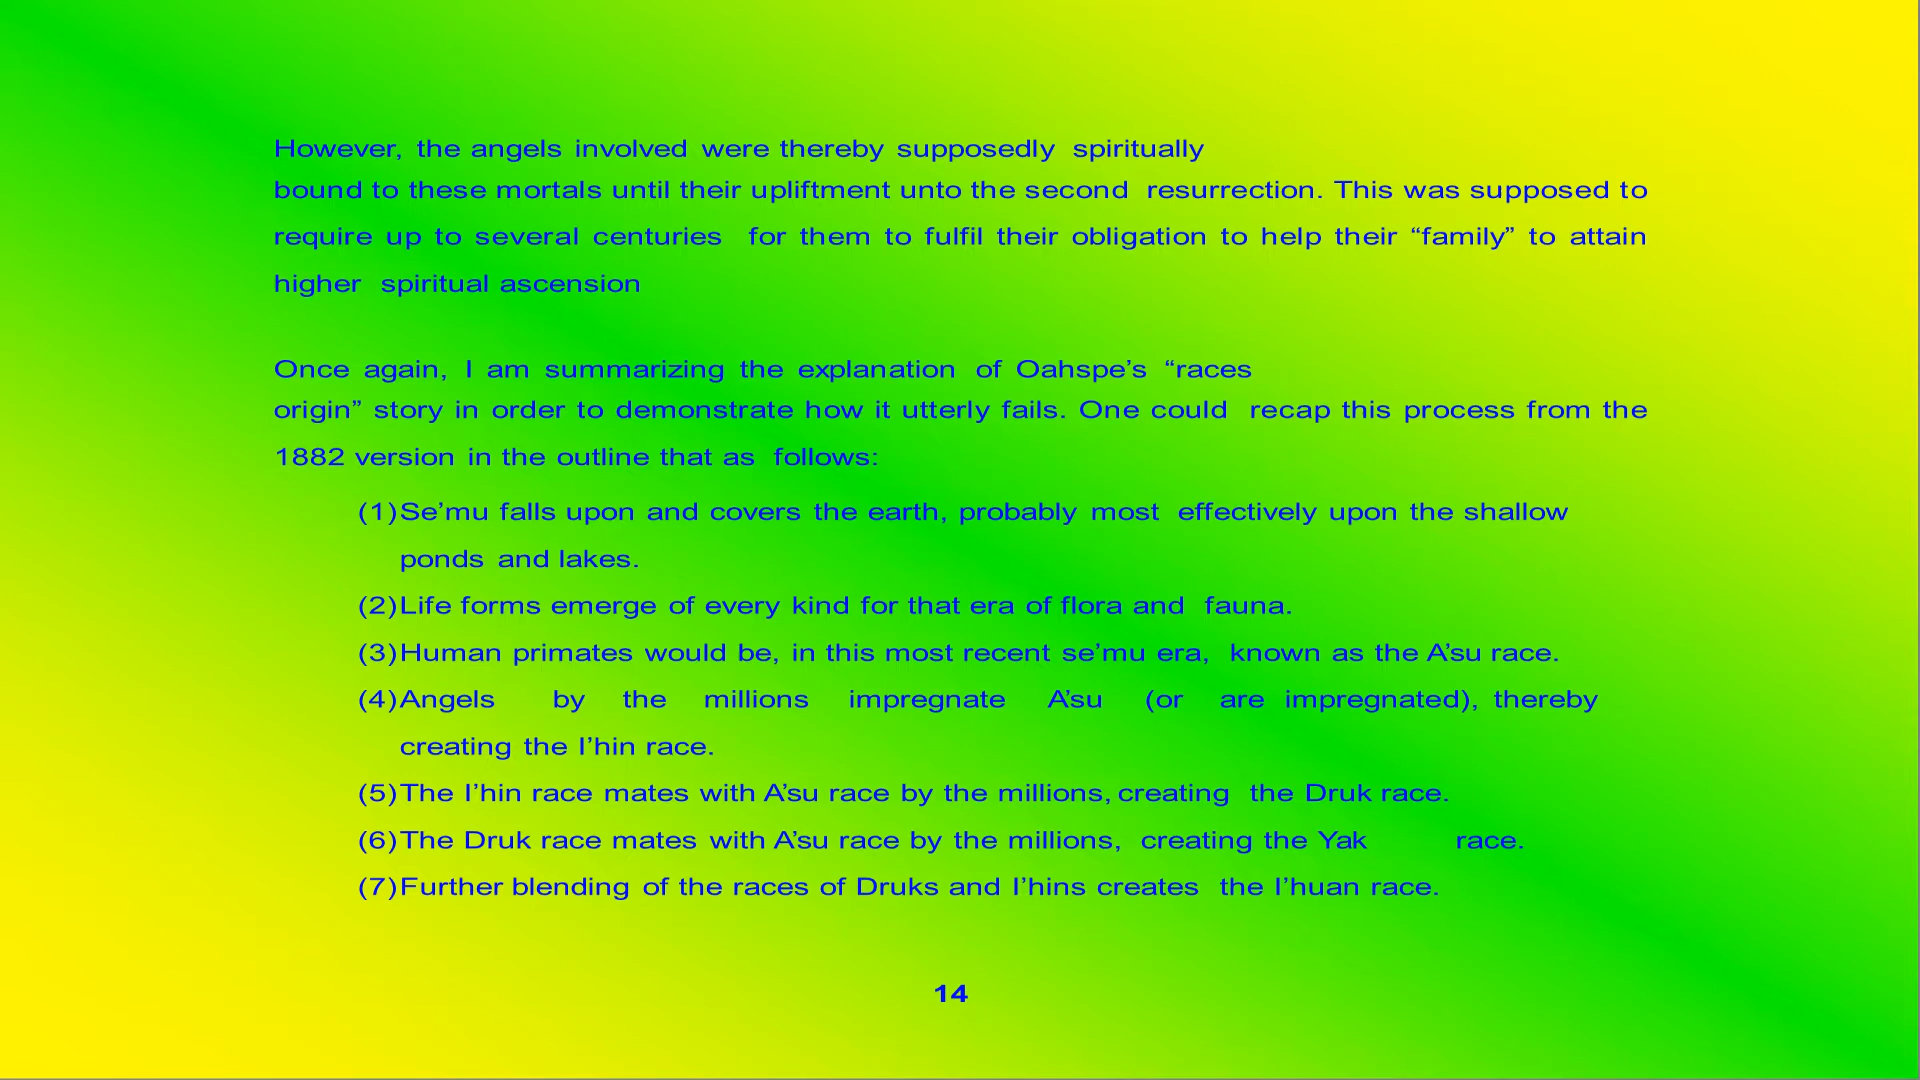 However, the angels involved were thereby supposedly spiritually
bound to these mortals until their upliftment unto the second resurrection. This was supposed to
require up to several centuries for them to fulfil their obligation to help their “family” to attain
higher spiritual ascension
Once again, I am summarizing the explanation of Oahspe’s “races
origin” story in order to demonstrate how it utterly fails. One could recap this process from the
1882 version in the outline that as follows:
(1)Se’mu falls upon and covers the earth, probably most effectively upon the shallow
ponds and lakes.
(2)Life forms emerge of every kind for that era of flora and fauna.
(3)Human primates would be, in this most recent se’mu era, known as the A’su race.
(4)Angels by the millions impregnate A’su (or are impregnated), thereby
creating the I’hin race.
(5)The I’hin race mates with A’su race by the millions, creating the Druk race.
(6)The Druk race mates with A’su race by the millions, creating the Yak race.
(7)Further blending of the races of Druks and I’hins creates the I’huan race.
14